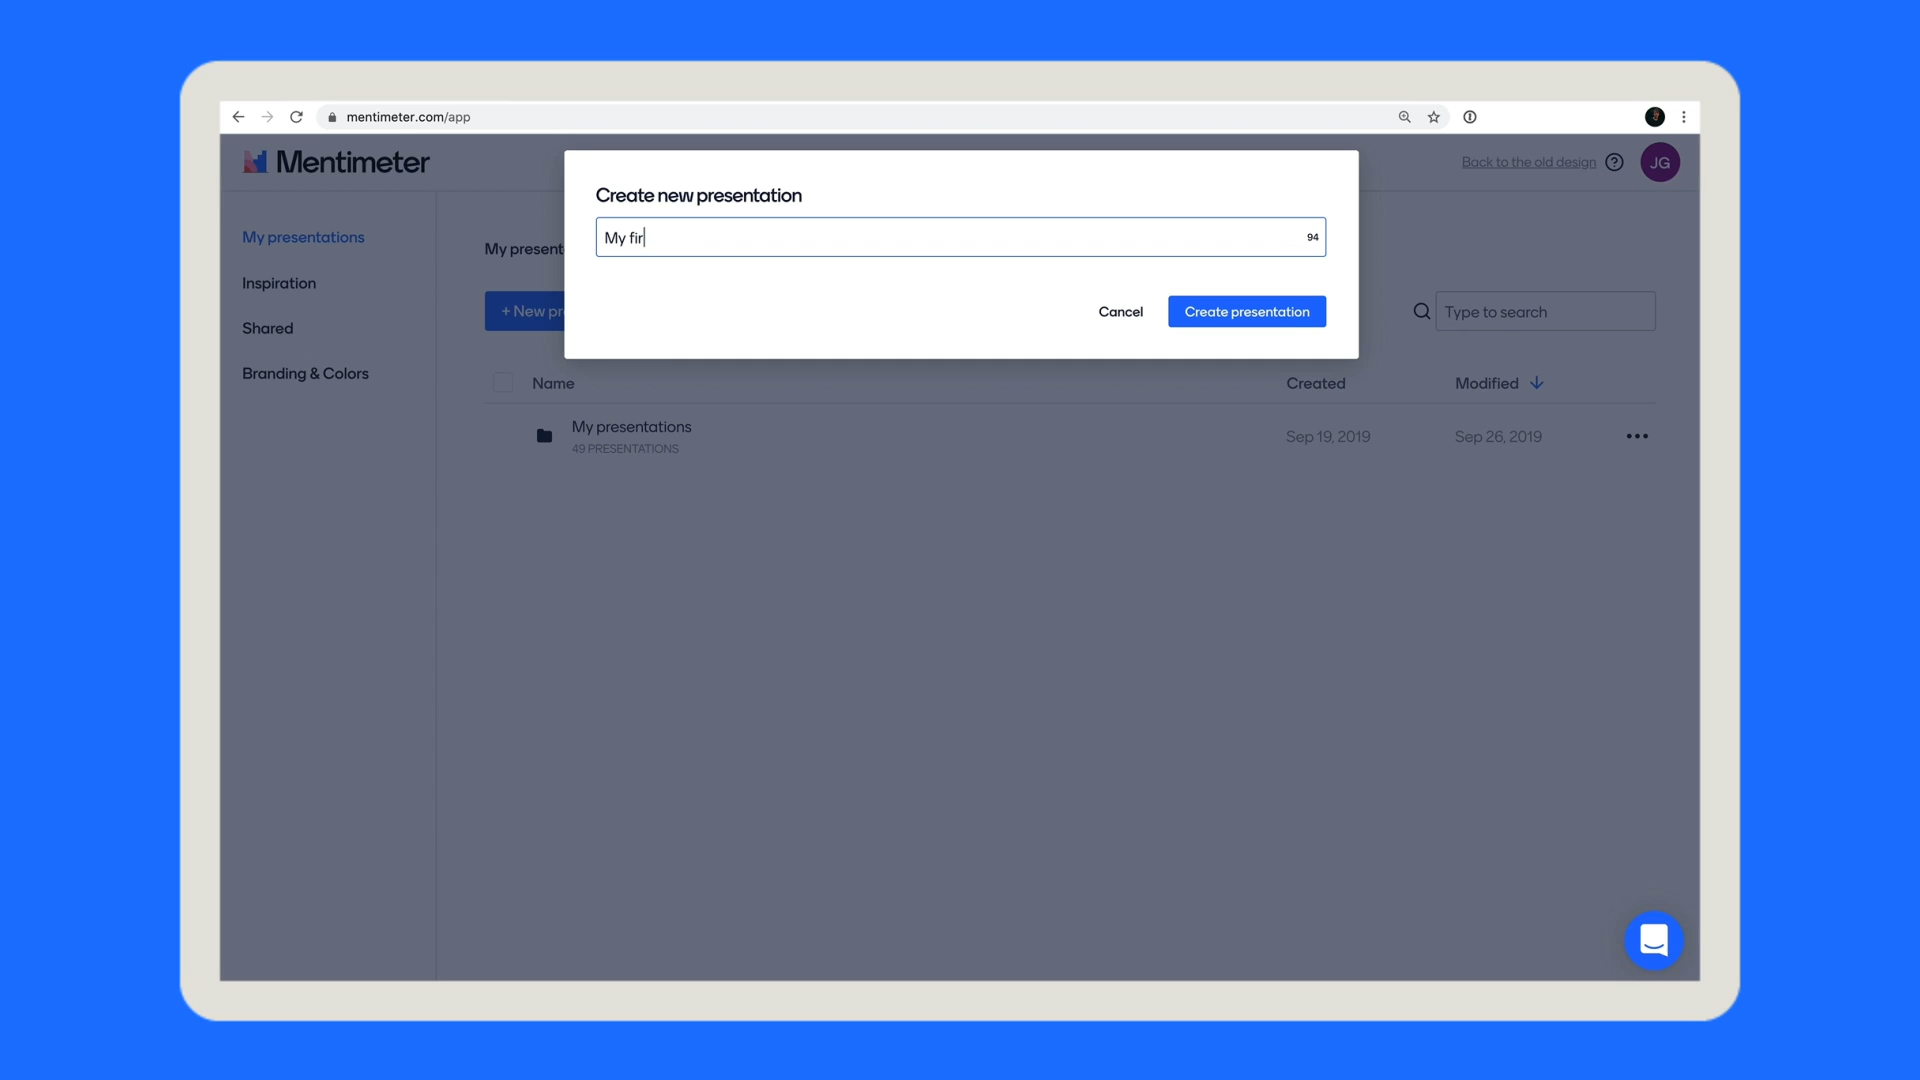 mentimeter.com/app
Mentimeter
Back to the old design
JG
Create new presentation
My fir
94
Cancel
Create presentation
My presentations
Inspiration
Shared
Branding & Colors
My present
+ New pr
Type to search
Name
Created
Modified
My presentations
49 PRESENTATIONS
Sep 19, 2019
Sep 26, 2019